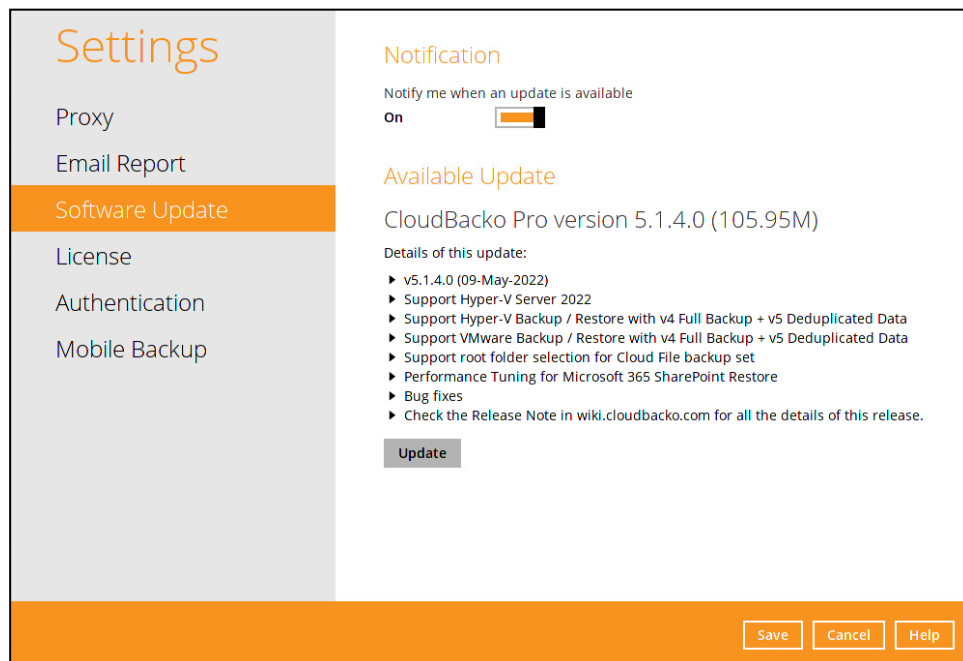 Settings
Proxy
Email Report
Software Update
License
Authentication
Mobile Backup
Notification
Notify me when an update is available
On
Available Update
CloudBacko Pro version 5.1.4.0 (105.95M)
Details of this update:
v5.1.4.0 (09-May-2022)
Support Hyper-V Server 2022
Support Hyper-V Backup / Restore with v4 Full Backup + v5 Deduplicated Data
Support VMware Backup / Restore with v4 Full Backup + v5 Deduplicated Data
Support root folder selection for Cloud File backup set
Performance Tuning for Microsoft 365 SharePoint Restore
Bug fixes
Check the Release Note in wiki.cloudbacko.com for all the details of this release.
Update
Save Cancel Help